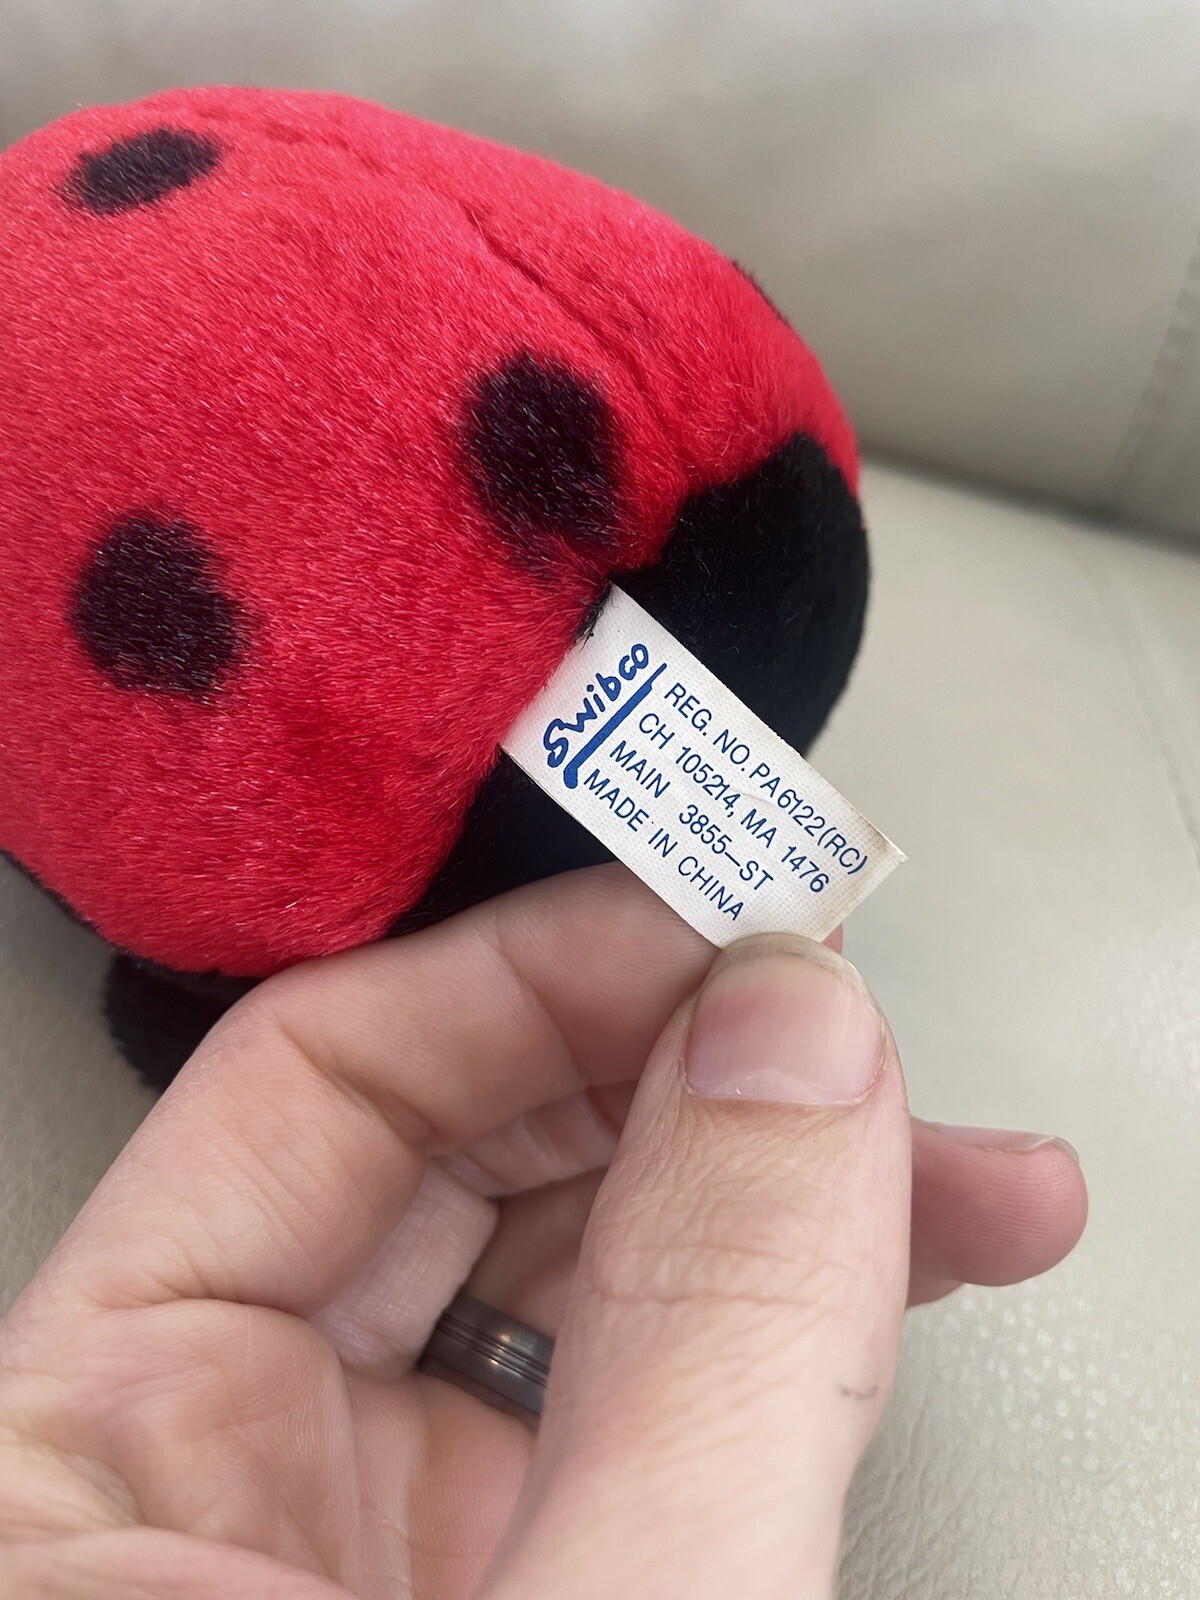 Swibco
REG. NO. PA6122(RC)
CH 105214, MA 1476
MAIN 3855-ST
MADE IN CHINA